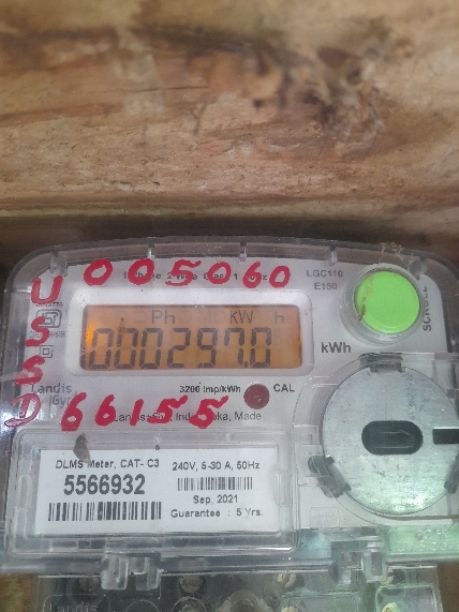 LGC110
E150
U 005060
SCROLL
Ph kW h
000297.0
kWh
S
S
Landis
Gyr
3200 imp/kWh
CAL
D 66155
DLMS Meter, CAT- C3
5566932
240V, 5-30 A, 50Hz
Sep, 2021
Guarantee : 5 Yrs.